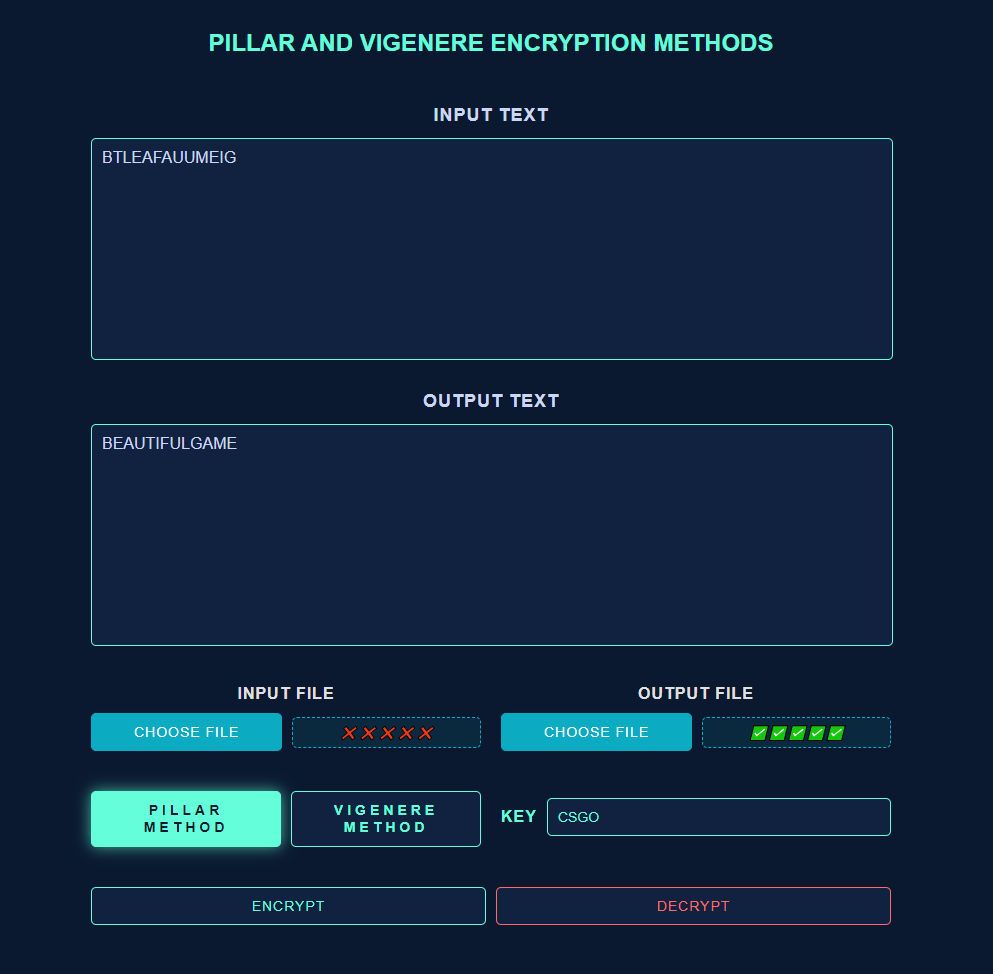 PILLAR AND VIGENERE ENCRYPTION METHODS
INPUT TEXT
BTLEAFAUUMEIG
OUTPUT TEXT
BEAUTIFULGAME
INPUT FILE
OUTPUT FILE
CHOOSE FILE
CHOOSE FILE
PILLAR
METHOD
VIGENERE
METHOD
KEY
CSGO
ENCRYPT
DECRYPT